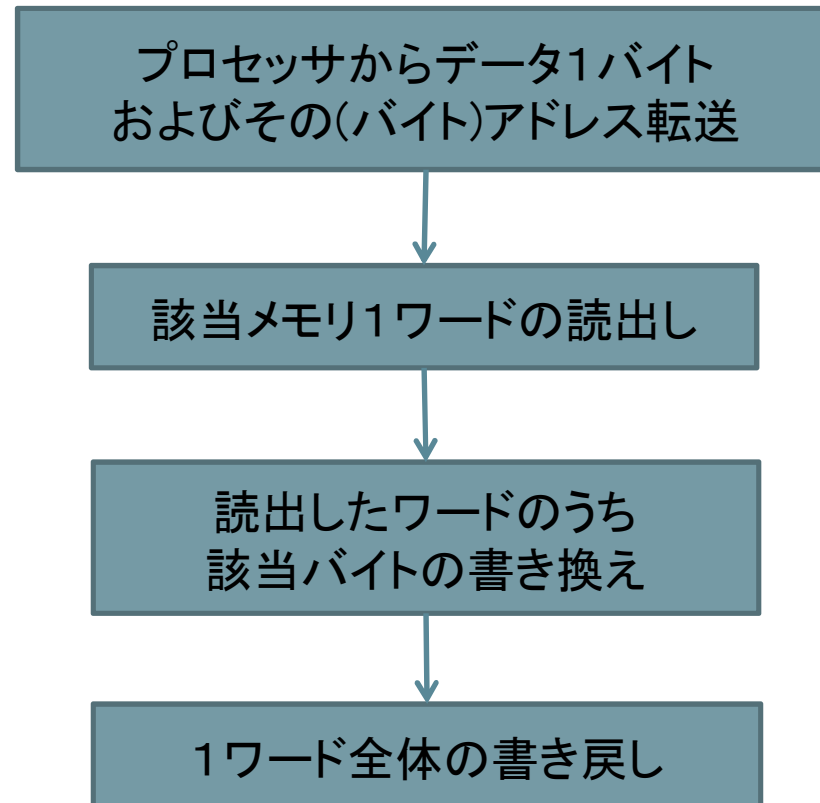 プロセッサからデータ１バイト
およびその(バイト)アドレス転送
該当メモリ１ワードの読出し
読出したワードのうち
該当バイトの書き換え
１ワード全体の書き戻し